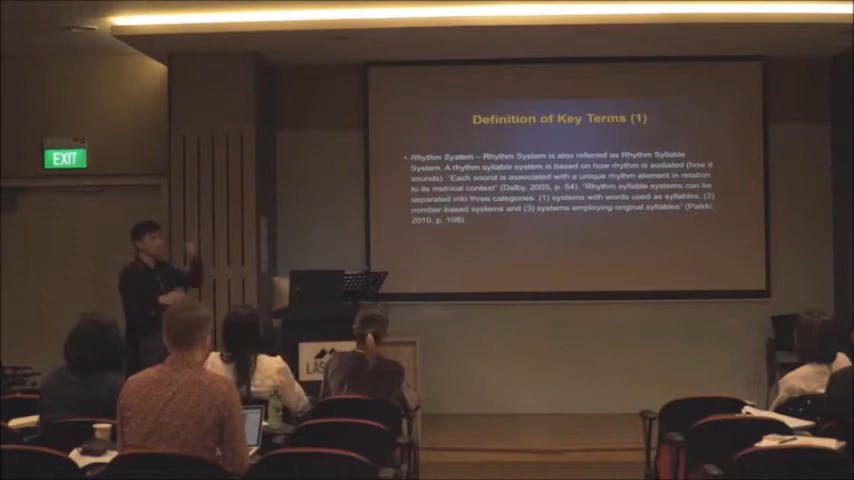 EXIT
Definition of Key Terms (1)
• Rhythm System – Rhythm System is also referred as Rhythm Syllable
System. A rhythm syllable system is based on how rhythm is audiated (how it
sounds). "Each sound is associated with a unique rhythm element in relation
to its metrical context" (Dalby, 2005, p. 54). "Rhythm syllable systems can be
separated into three categories: (1) systems with words used as syllables, (2)
number-based systems and (3) systems employing original syllables" (Palkki,
2010, p. 108).
LAS